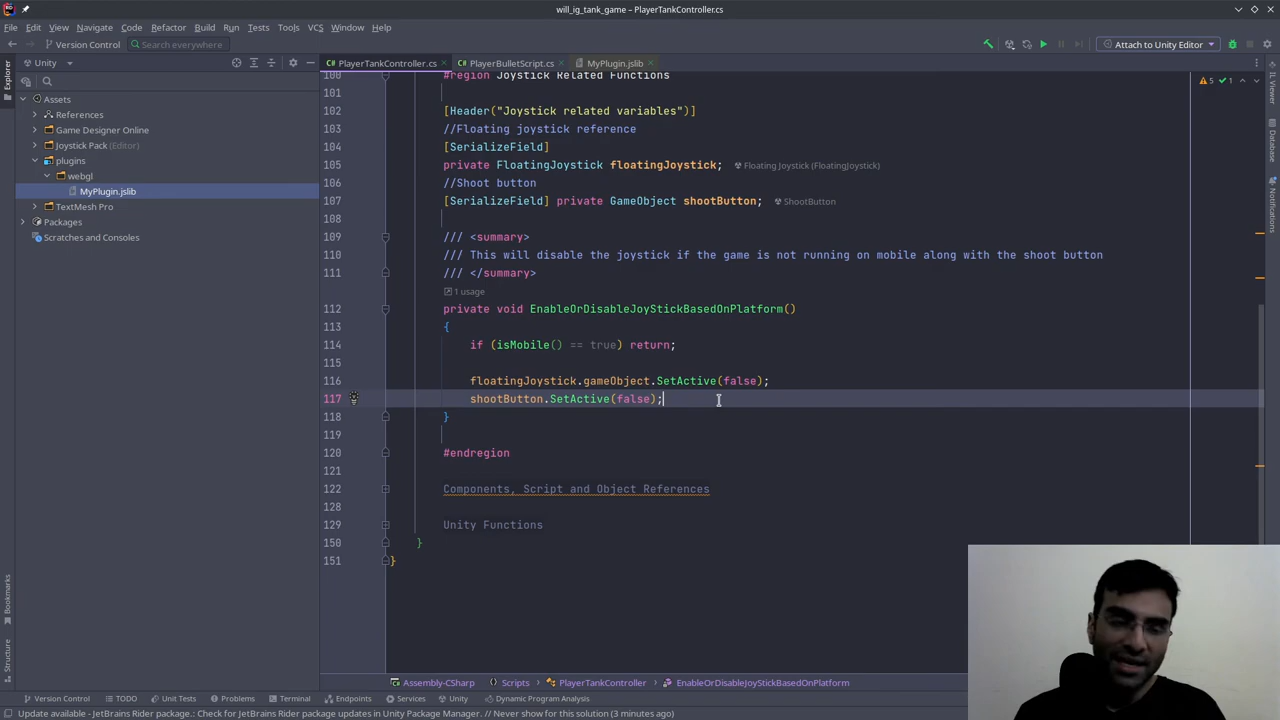 will_ig_tank_game – PlayerTankController.cs
File Edit View Navigate Code Refactor Build Run Tests Tools VCS Window Help
Version Control Search everywhere Attach to Unity Editor
Unity PlayerTankController.cs PlayerBulletScript.cs MyPlugin.jslib
Explorer
Assets
References
Game Designer Online
Joystick Pack (Editor)
plugins
webgl
MyPlugin.jslib
TextMesh Pro
Packages
Scratches and Consoles
Bookmarks
Structure
100 #region Joystick Related Functions
5 1
101
102 [Header("Joystick related variables")]
103 //Floating joystick reference
104 [SerializeField]
105 private FloatingJoystick floatingJoystick; Floating Joystick (FloatingJoystick)
106 //Shoot button
107 [SerializeField] private GameObject shootButton; ShootButton
108
109 /// <summary>
110 /// This will disable the joystick if the game is not running on mobile along with the shoot button
111 /// </summary>
1 usage
112 private void EnableOrDisableJoyStickBasedOnPlatform()
113 {
114 if (isMobile() == true) return;
115
116 floatingJoystick.gameObject.SetActive(false);
117 shootButton.SetActive(false);
118 }
119
120 #endregion
121
122 Components, Script and Object References
128
129 Unity Functions
150 }
151 }
IL Viewer
Database
Notifications
Assembly-CSharp Scripts PlayerTankController EnableOrDisableJoyStickBasedOnPlatform
Version Control TODO Unit Tests Problems Terminal Endpoints Services Unity Dynamic Program Analysis
Update available - JetBrains Rider package.: Check for JetBrains Rider package updates in Unity Package Manager. // Never show for this solution (3 minutes ago)